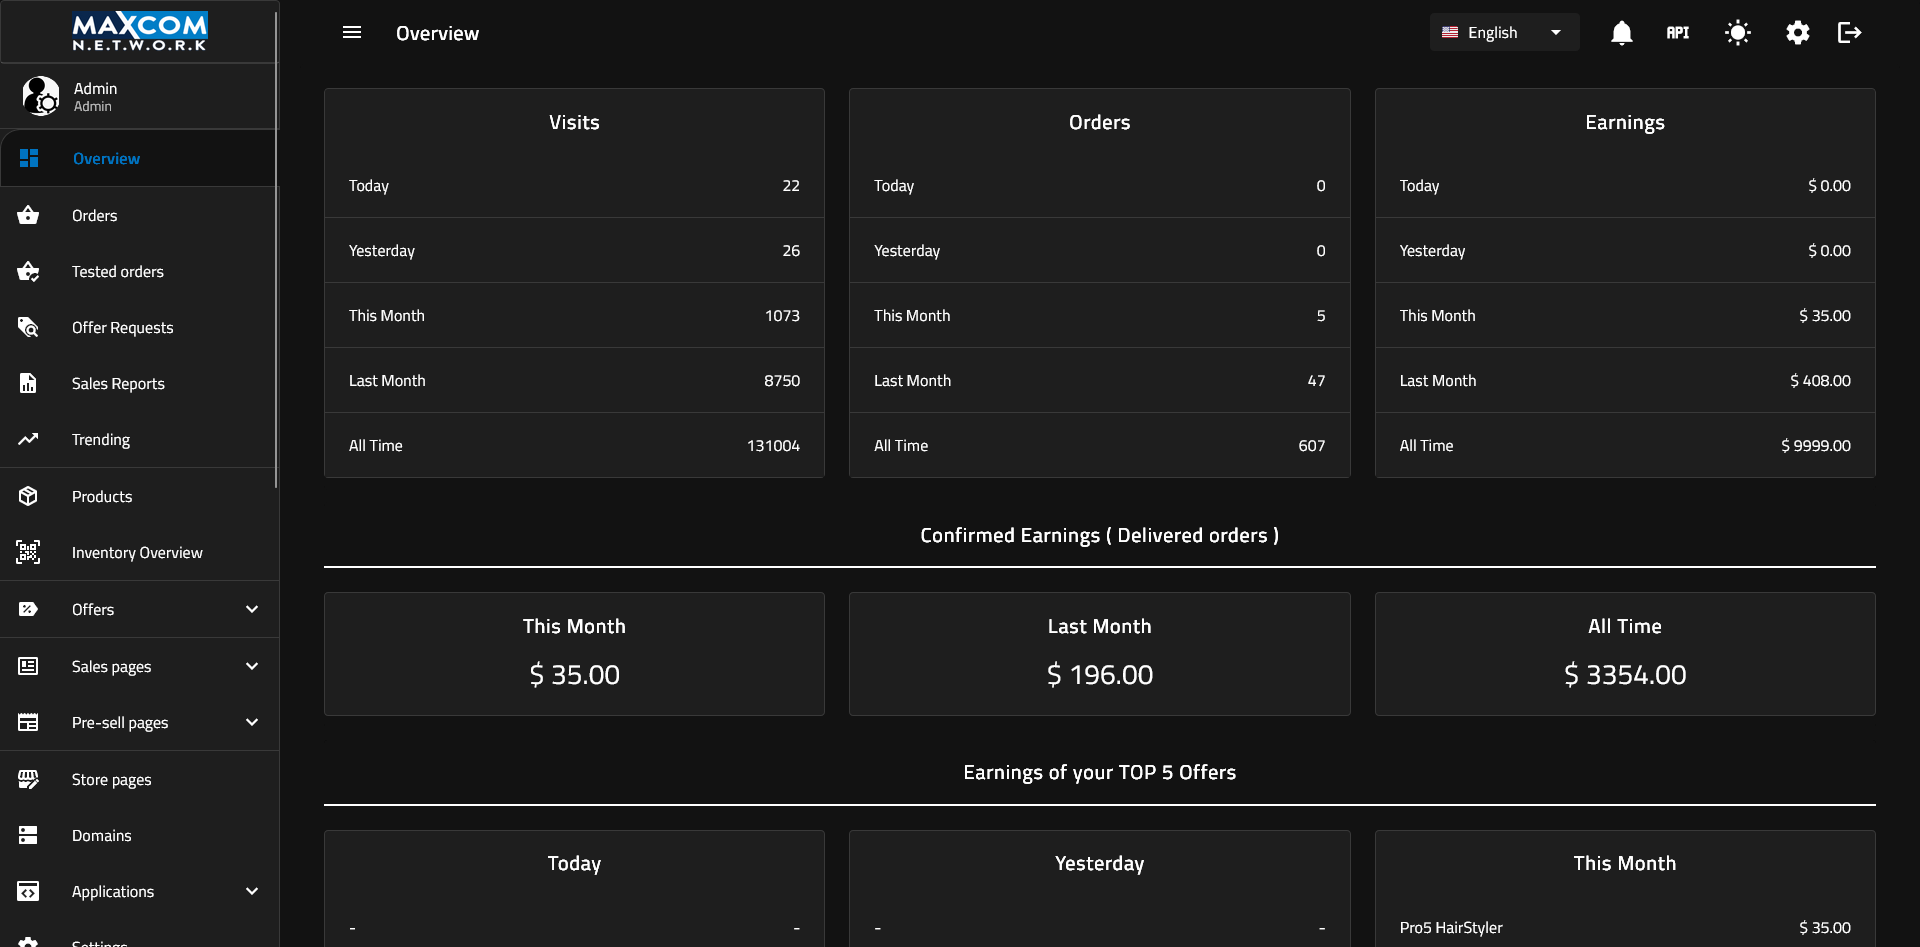 MAXCOM
N.E.T.W.O.R.K
Admin
Admin
Overview
Orders
Tested orders
Offer Requests
Sales Reports
Trending
Products
Inventory Overview
Offers
Sales pages
Pre-sell pages
Store pages
Domains
Applications
Settings
Overview
English
API
Visits
Today 22
Yesterday 26
This Month 1073
Last Month 8750
All Time 131004
Orders
Today 0
Yesterday 0
This Month 5
Last Month 47
All Time 607
Earnings
Today $ 0.00
Yesterday $ 0.00
This Month $ 35.00
Last Month $ 408.00
All Time $ 9999.00
Confirmed Earnings ( Delivered orders )
This Month
$ 35.00
Last Month
$ 196.00
All Time
$ 3354.00
Earnings of your TOP 5 Offers
Today
- -
Yesterday
- -
This Month
Pro5 HairStyler $ 35.00